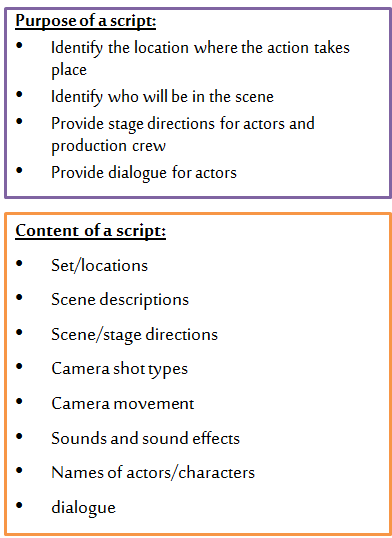 Purpose of a script:
• Identify the location where the action takes
place
• Identify who will be in the scene
• Provide stage directions for actors and
production crew
• Provide dialogue for actors
Content of a script:
• Set/locations
• Scene descriptions
• Scene/stage directions
• Camera shot types
• Camera movement
• Sounds and sound effects
• Names of actors/characters
• dialogue